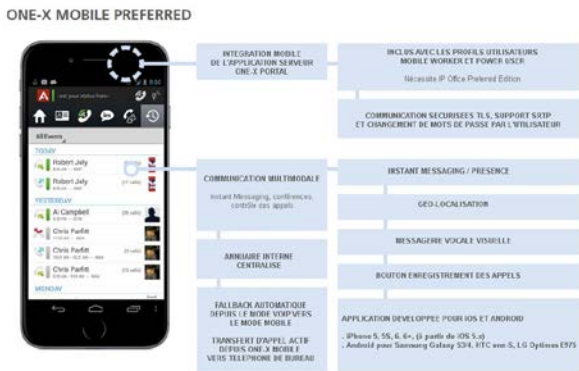 ONE-X MOBILE PREFERRED
INTEGRATION MOBILE
DE L'APPLICATION SERVEUR
ONE-X PORTAL
INCLUS AVEC LES PROFILS UTILISATEURS
MOBILE WORKER ET POWER USER
Nécessite IP Office Preferred Edition
COMMUNICATION SECURISEES TLS, SUPPORT SRTP
ET CHANGEMENT DE MOTS DE PASSE PAR L'UTILISATEUR
All Events
TODAY
Robert Jely
Robert Jely
YESTERDAY
Al Campbell
Chris Parfitt
Chris Parfitt
Chris Parfitt
MONDAY
COMMUNICATION MULTIMODALE
Instant Messaging, conférences,
contrôle des appels
INSTANT MESSAGING / PRESENCE
GEO-LOCALISATION
MESSAGERIE VOCALE VISUELLE
BOUTON ENREGISTREMENT DES APPELS
ANNUAIRE INTERNE
CENTRALISE
FALLBACK AUTOMATIQUE
DEPUIS LE MODE VOIP VERS
LE MODE MOBILE
TRANSFERT D'APPEL ACTIF
DEPUIS ONE-X MOBILE
VERS TELEPHONE DE BUREAU
APPLICATION DEVELOPPEE POUR IOS ET ANDROID
. iPhone 5, 5S, 6, 6+, (à partir de iOS 5.x)
. Android pour Samsung Galaxy S3/4, HTC one-S, LG Optimus E975